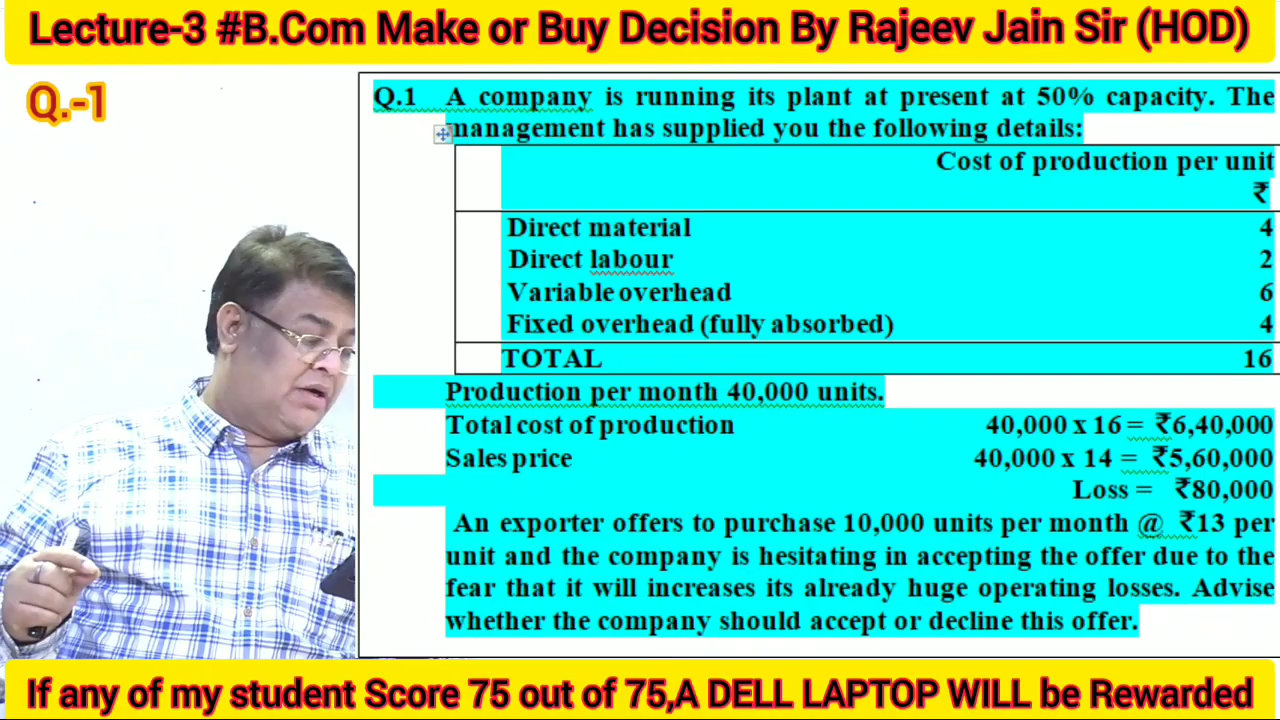 Lecture-3 #B.Com Make or Buy Decision By Rajeev Jain Sir (HOD)
Q.-1
Q.1 A company is running its plant at present at 50% capacity. The
management has supplied you the following details:
Cost of production per unit
₹
Direct material 4
Direct labour 2
Variable overhead 6
Fixed overhead (fully absorbed) 4
TOTAL 16
Production per month 40,000 units.
Total cost of production 40,000 x 16 = ₹6,40,000
Sales price 40,000 x 14 = ₹5,60,000
Loss = ₹80,000
An exporter offers to purchase 10,000 units per month @ ₹13 per
unit and the company is hesitating in accepting the offer due to the
fear that it will increases its already huge operating losses. Advise
whether the company should accept or decline this offer.
If any of my student Score 75 out of 75,A DELL LAPTOP WILL be Rewarded